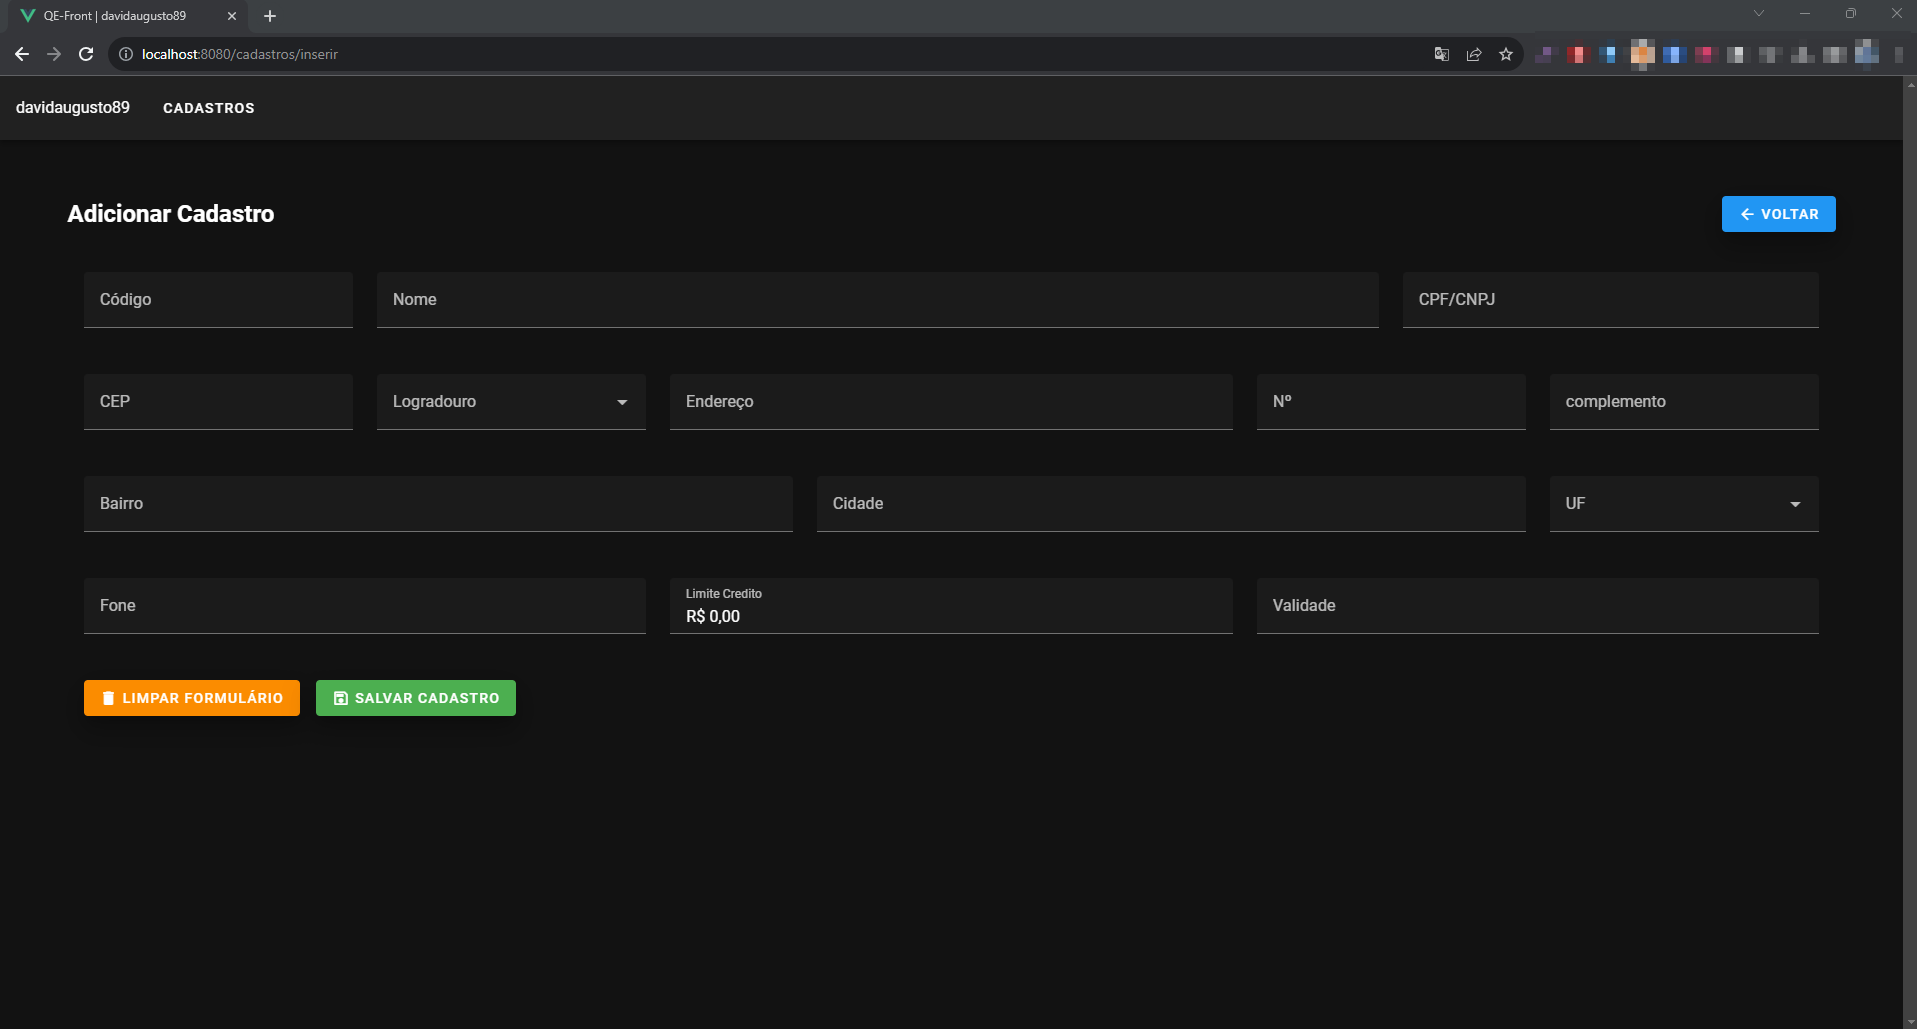 QE-Front | davidaugusto89
localhost:8080/cadastros/inserir
davidaugusto89 CADASTROS
Adicionar Cadastro
VOLTAR
Código Nome CPF/CNPJ
CEP Logradouro Endereço Nº complemento
Bairro Cidade UF
Fone Limite Credito Validade
R$ 0,00
LIMPAR FORMULÁRIO SALVAR CADASTRO